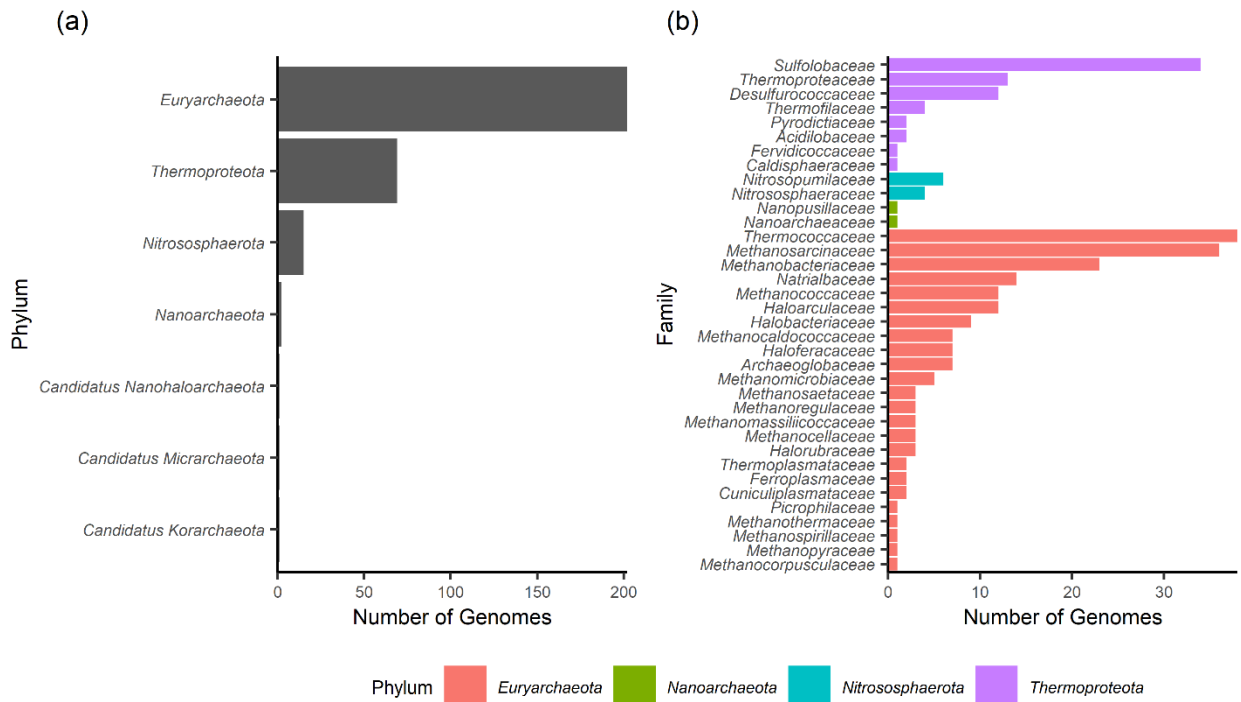 (a)
Phylum
Euryarchaeota
Thermoproteota
Nitrososphaerota
Nanoarchaeota
Candidatus Nanohaloarchaeota
Candidatus Micrarchaeota
Candidatus Korarchaeota
0 50 100 150 200
Number of Genomes
(b)
Family
Sulfolobaceae
Thermoproteaceae
Desulfurococcaceae
Thermofilaceae
Pyrodictiaceae
Acidilobaceae
Fervidicoccaceae
Caldisphaeraceae
Nitrosopumilaceae
Nitrososphaeraceae
Nanopusillaceae
Nanoarchaeaceae
Thermococcaceae
Methanosarcinaceae
Methanobacteriaceae
Natrialbaceae
Methanococcaceae
Haloarculaceae
Halobacteriaceae
Methanocaldococcaceae
Haloferacaceae
Archaeoglobaceae
Methanomicrobiaceae
Methanosaetaceae
Methanoregulaceae
Methanomassiliicoccaceae
Methanocellaceae
Halorubraceae
Thermoplasmataceae
Ferroplasmaceae
Cuniculiplasmataceae
Picrophilaceae
Methanothermaceae
Methanospirillaceae
Methanopyraceae
Methanocorpusculaceae
0 10 20 30
Number of Genomes
Phylum Euryarchaeota Nanoarchaeota Nitrososphaerota Thermoproteota